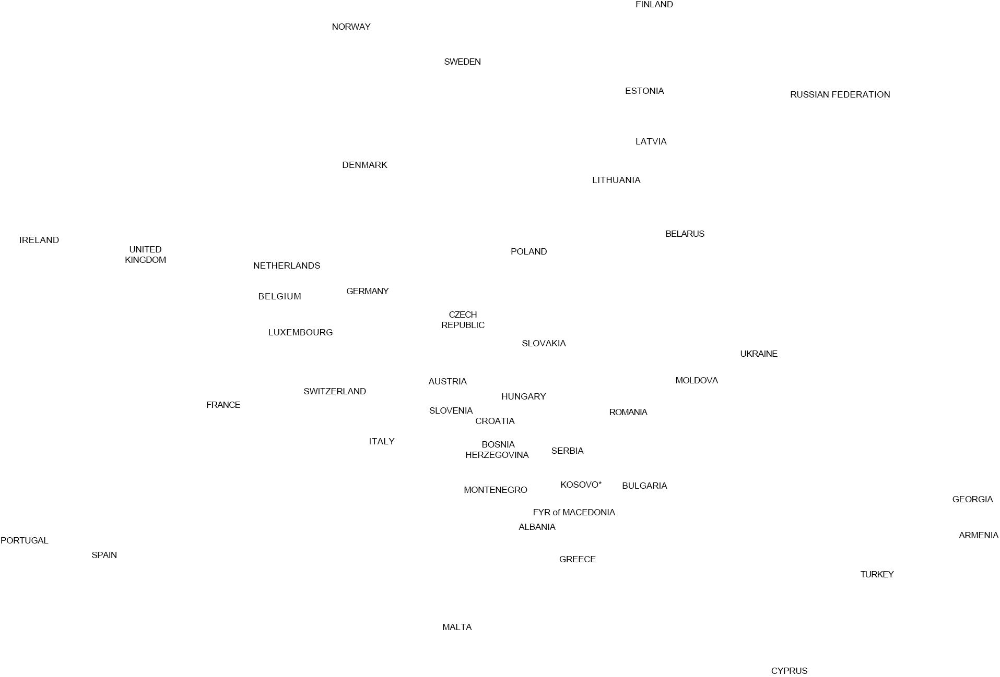 FINLAND
NORWAY
SWEDEN
ESTONIA
RUSSIAN FEDERATION
LATVIA
DENMARK
LITHUANIA
BELARUS
IRELAND
UNITED
KINGDOM
POLAND
NETHERLANDS
GERMANY
BELGIUM
CZECH
REPUBLIC
LUXEMBOURG
SLOVAKIA
UKRAINE
MOLDOVA
AUSTRIA
SWITZERLAND
HUNGARY
FRANCE
SLOVENIA
ROMANIA
CROATIA
ITALY
BOSNIA
HERZEGOVINA
SERBIA
KOSOVO*
BULGARIA
MONTENEGRO
GEORGIA
FYR of MACEDONIA
ALBANIA
ARMENIA
PORTUGAL
SPAIN
GREECE
TURKEY
MALTA
CYPRUS